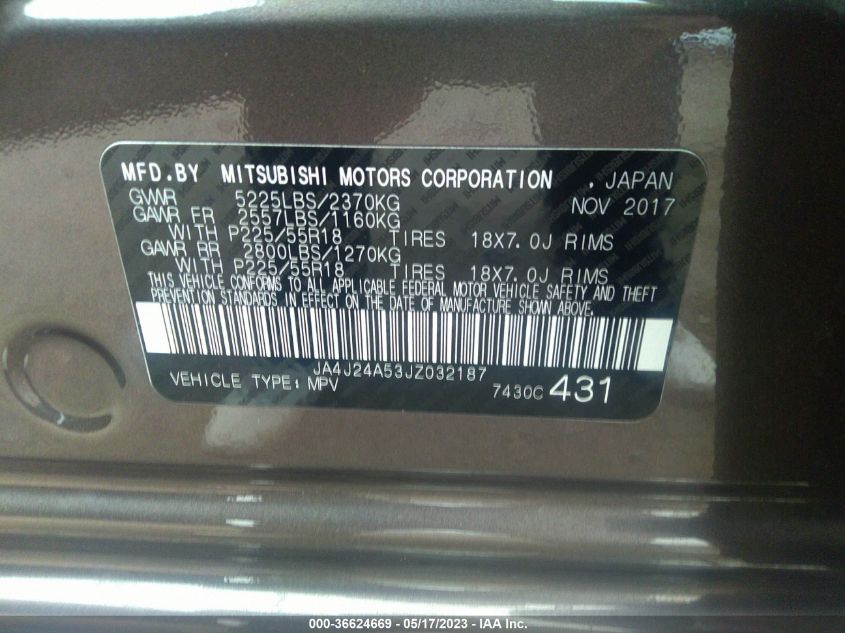 MFD.BY MITSUBISHI MOTORS CORPORATION , JAPAN
GVWR 5225LBS/2370KG NOV 2017
GAWR FR 2557LBS/1160KG
WITH P225/55R18 TIRES 18X7.0J RIMS
GAWR RR 2800LBS/1270KG
WITH P225/55R18 TIRES 18X7.0J RIMS
THIS VEHICLE CONFORMS TO ALL APPLICABLE FEDERAL MOTOR VEHICLE SAFETY AND THEFT
PREVENTION STANDARDS IN EFFECT ON THE DATE OF MANUFACTURE SHOWN ABOVE.
JA4J24A53JZ032187
VEHICLE TYPE: MPV 7430C 431
000-36624669 - 05/17/2023 - IAA Inc.